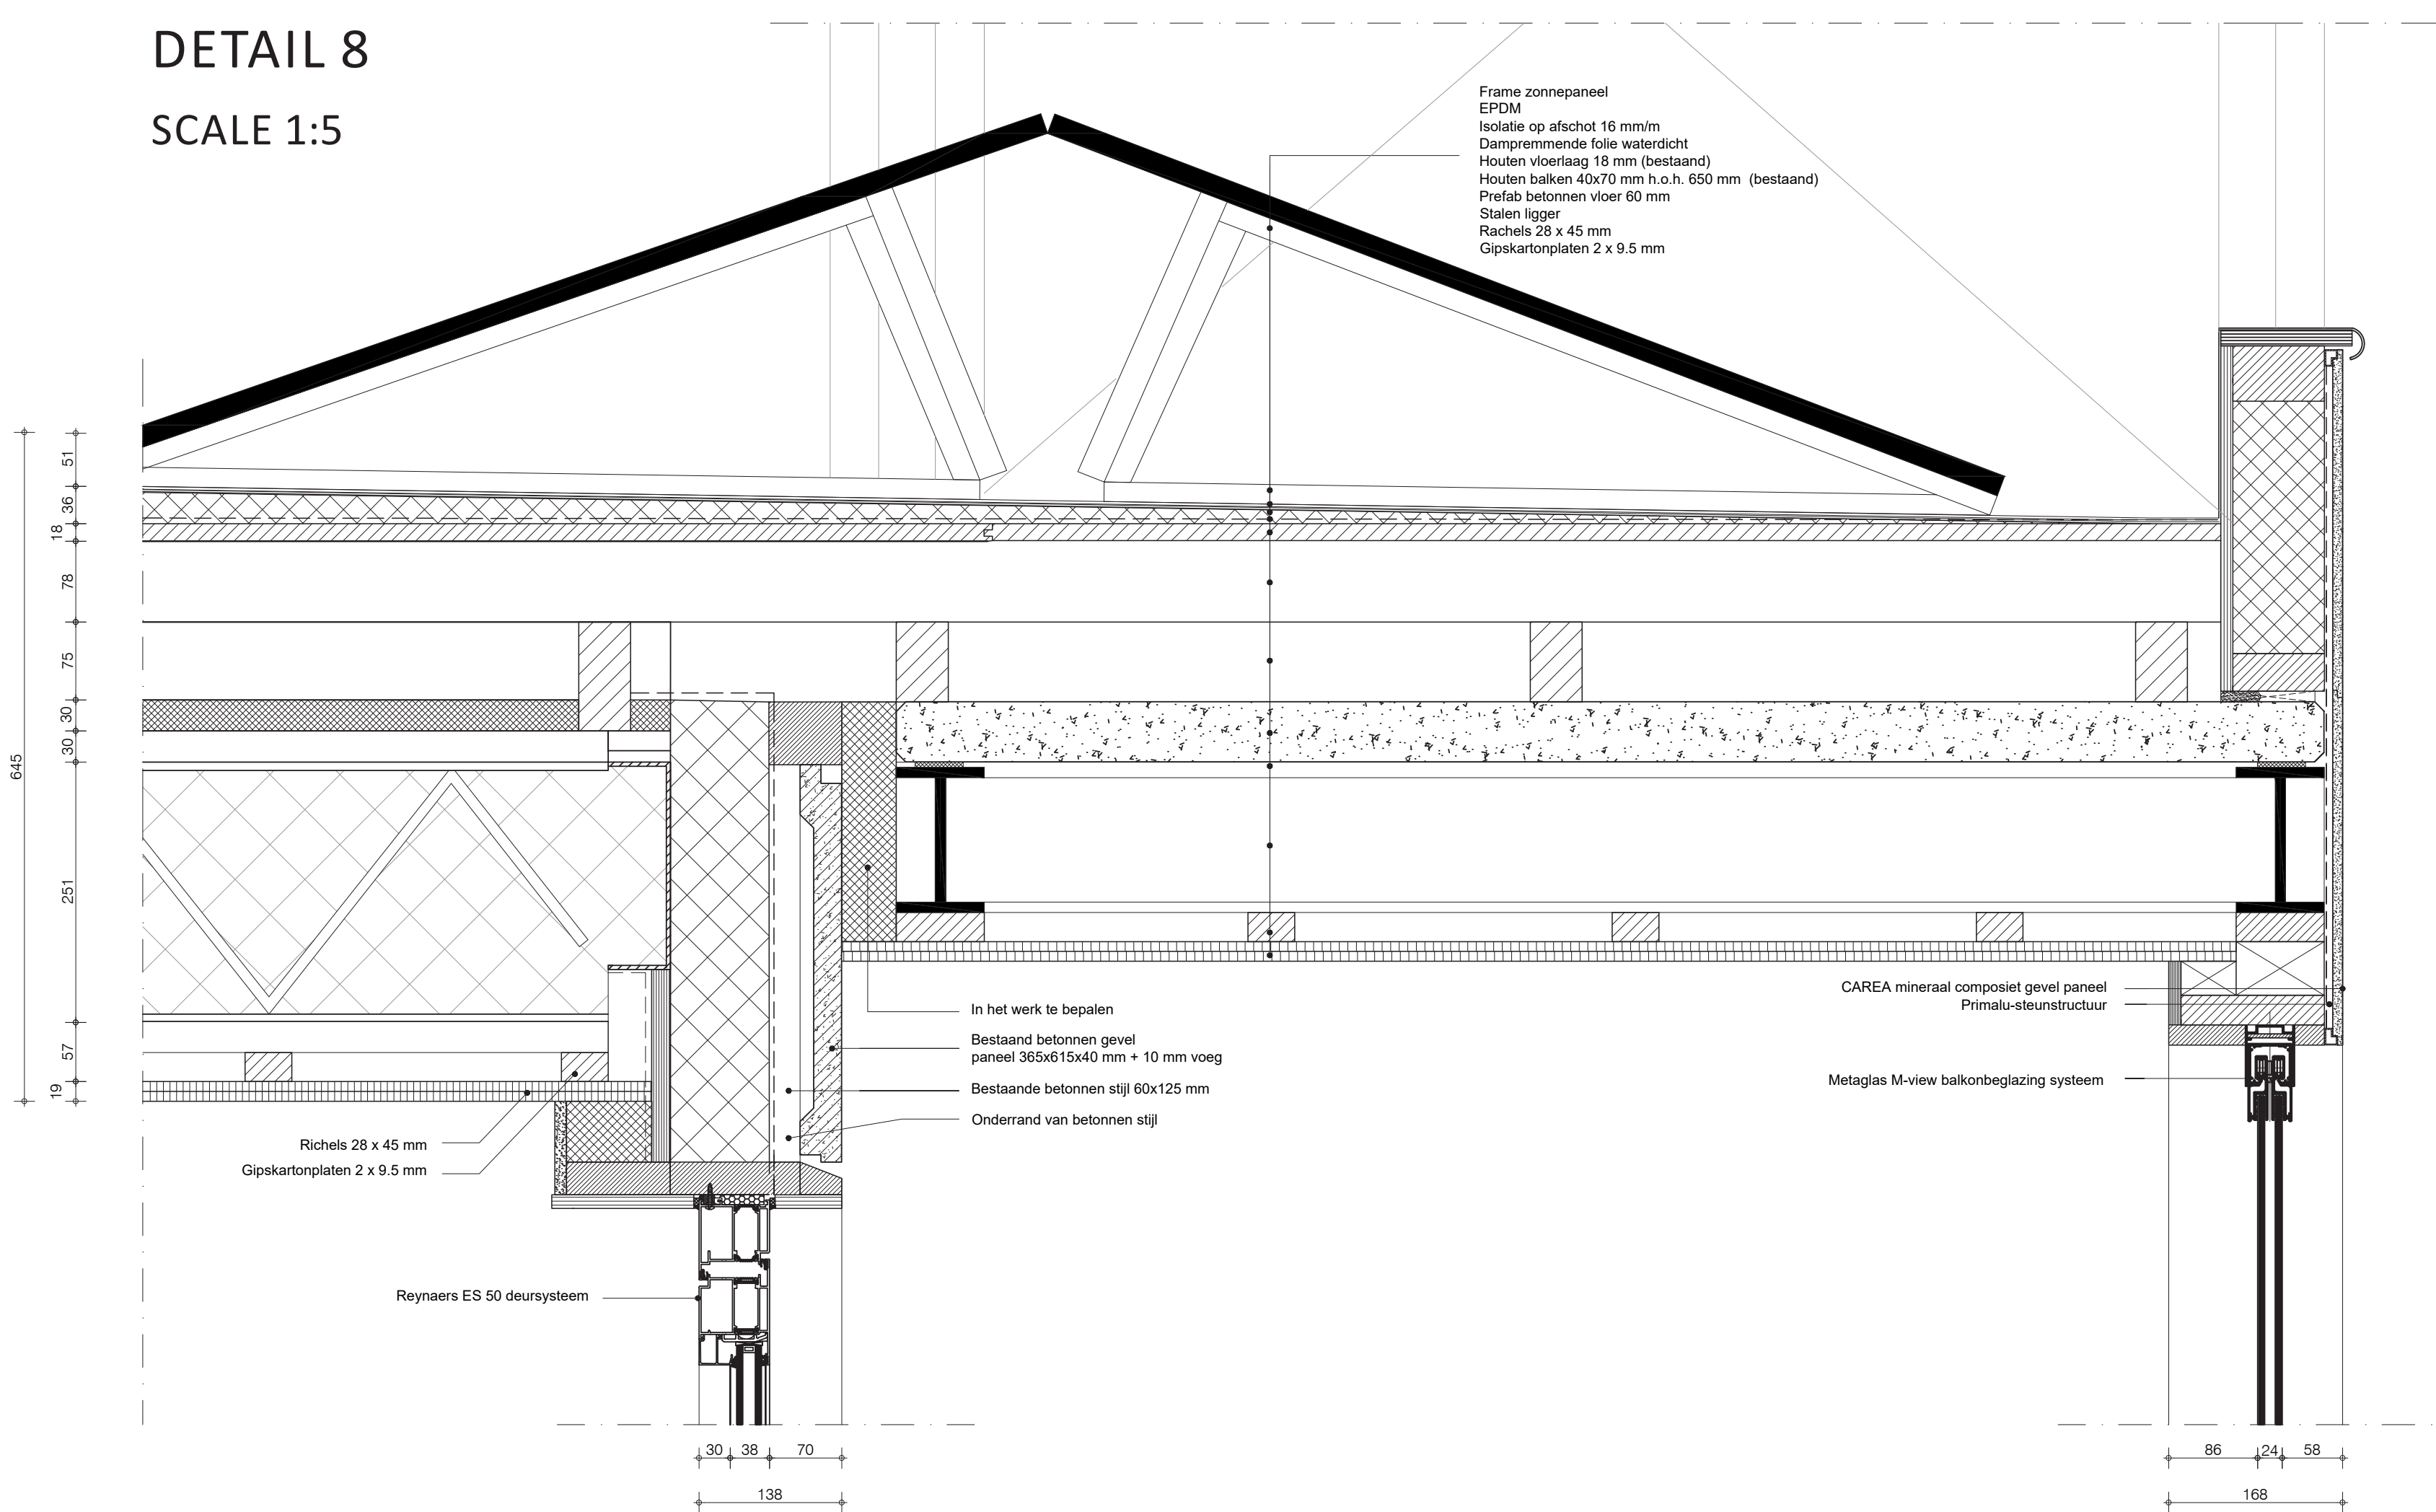 DETAIL 8
SCALE 1:5
Frame zonnepaneel
EPDM
Isolatie op afschot 16 mm/m
Dampremmende folie waterdicht
Houten vloerlaag 18 mm (bestaand)
Houten balken 40x70 mm h.o.h. 650 mm (bestaand)
Prefab betonnen vloer 60 mm
Stalen ligger
Rachels 28 x 45 mm
Gipskartonplaten 2 x 9.5 mm
51
36
18
78
75
30
30
251
57
19
645
In het werk te bepalen
Bestaand betonnen gevel
paneel 365x615x40 mm + 10 mm voeg
Bestaande betonnen stijl 60x125 mm
Onderrand van betonnen stijl
CAREA mineraal composiet gevel paneel
Primalu-steunstructuur
Metaglas M-view balkonbeglazing systeem
Richels 28 x 45 mm
Gipskartonplaten 2 x 9.5 mm
Reynaers ES 50 deursysteem
30 38 70
138
86 24 58
168